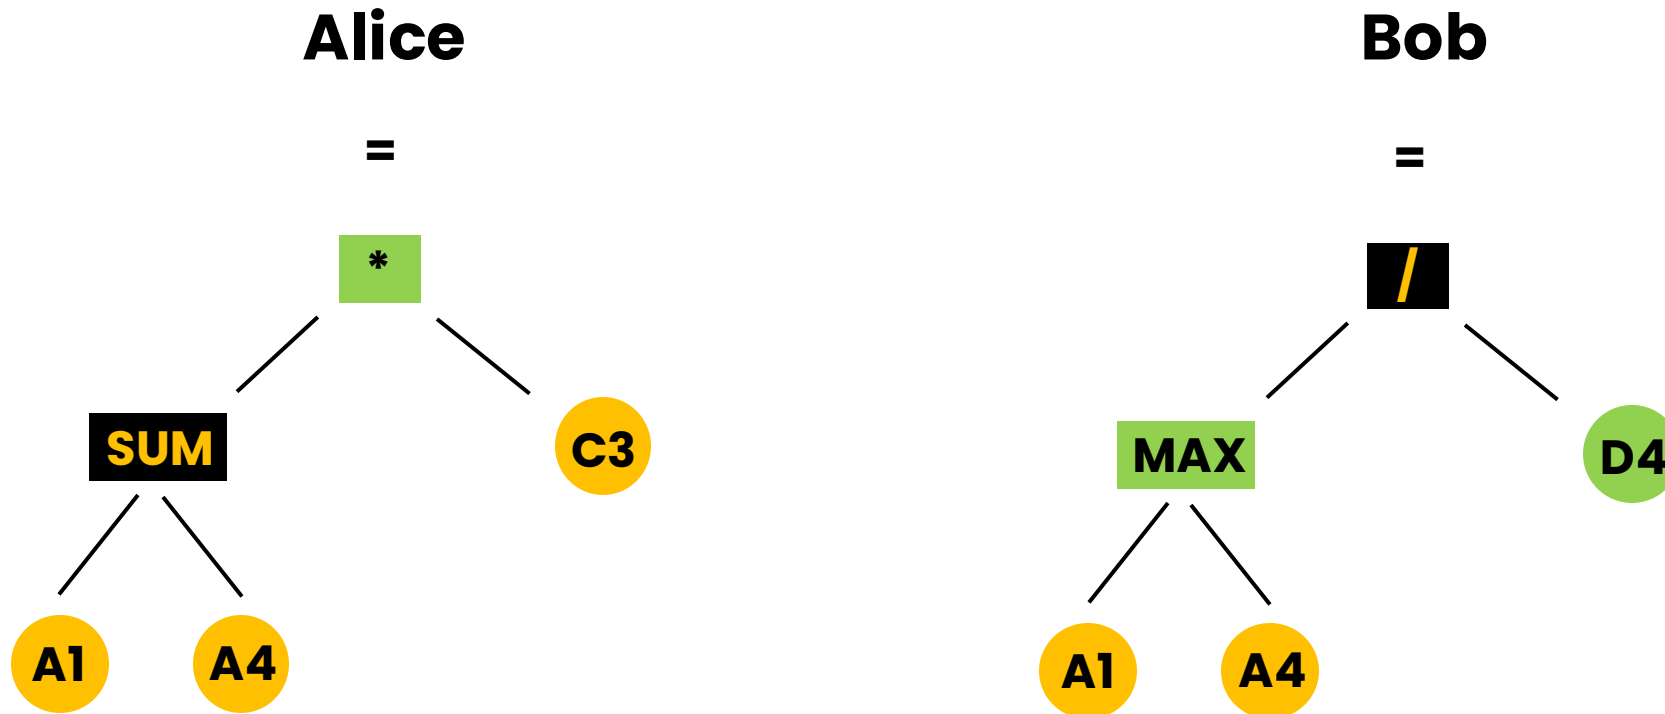 Alice
Bob
=
=
*
/
SUM
C3
MAX
D4
A1
A4
A1
A4